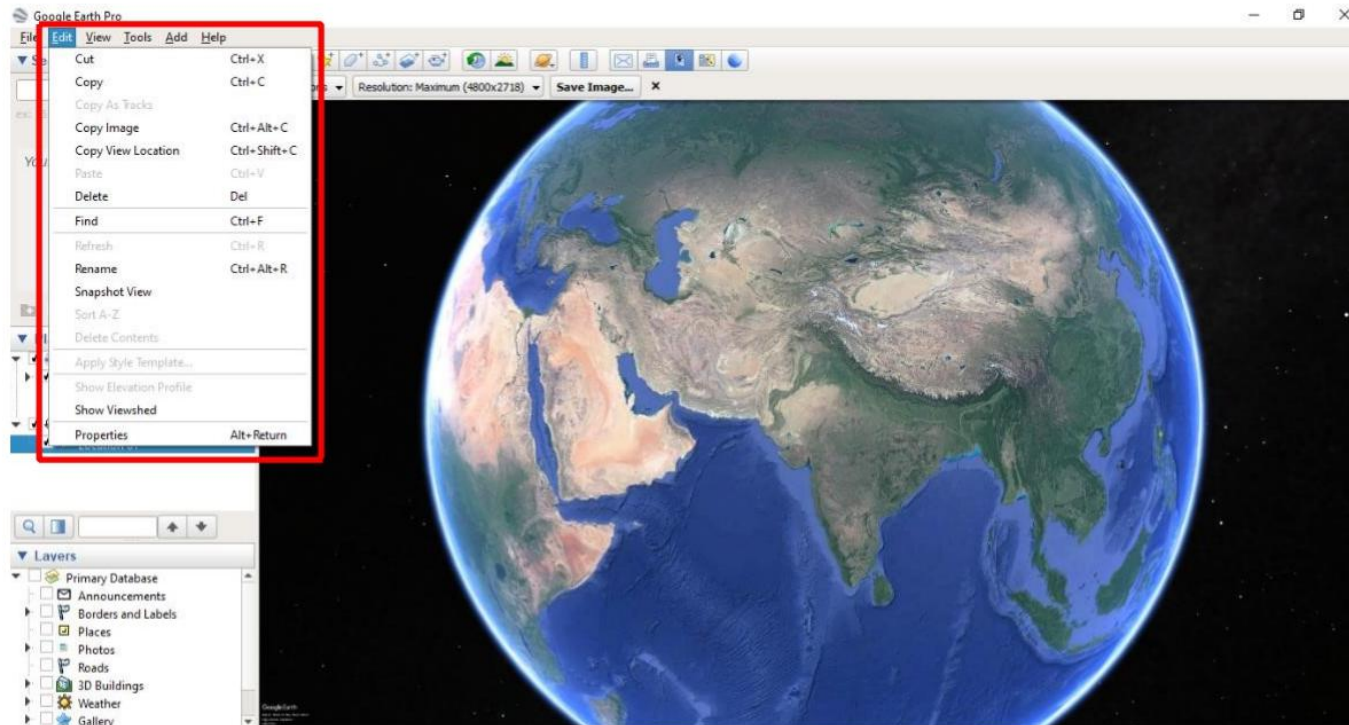 Google Earth Pro
File Edit View Tools Add Help
Cut Ctrl+X
Copy Ctrl+C
Copy As Tracks
Copy Image Ctrl+Alt+C
Copy View Location Ctrl+Shift+C
Paste Ctrl+V
Delete Del
Find Ctrl+F
Refresh Ctrl+R
Rename Ctrl+Alt+R
Snapshot View
Sort A-Z
Delete Contents
Apply Style Template...
Show Elevation Profile
Show Viewshed
Properties Alt+Return
Resolution: Maximum (4800x2718) Save Image...
Layers
Primary Database
Announcements
Borders and Labels
Places
Photos
Roads
3D Buildings
Weather
Gallery
Google Earth